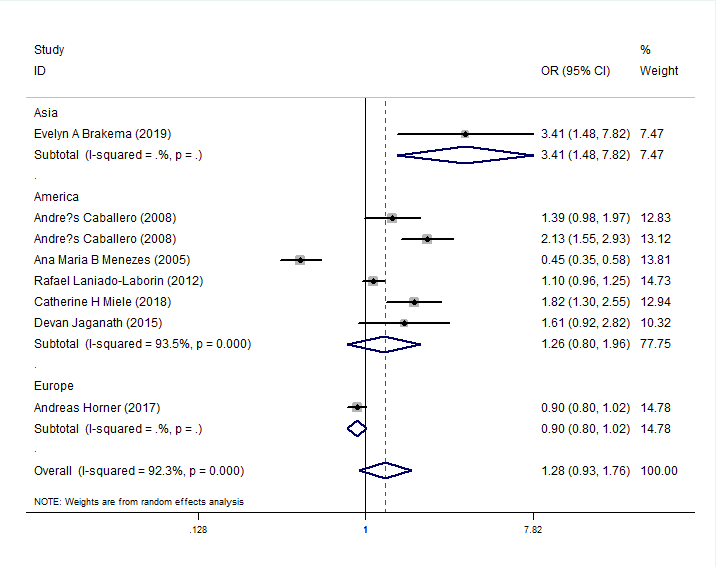 Study %
ID OR (95% CI) Weight
Asia
Evelyn A Brakema (2019) 3.41 (1.48, 7.82) 7.47
Subtotal (I-squared = .%, p = .) 3.41 (1.48, 7.82) 7.47
.
America
Andre?s Caballero (2008) 1.39 (0.98, 1.97) 12.83
Andre?s Caballero (2008) 2.13 (1.55, 2.93) 13.12
Ana Maria B Menezes (2005) 0.45 (0.35, 0.58) 13.81
Rafael Laniado-Laborin (2012) 1.10 (0.96, 1.25) 14.73
Catherine H Miele (2018) 1.82 (1.30, 2.55) 12.94
Devan Jaganath (2015) 1.61 (0.92, 2.82) 10.32
Subtotal (I-squared = 93.5%, p = 0.000) 1.26 (0.80, 1.96) 77.75
.
Europe
Andreas Horner (2017) 0.90 (0.80, 1.02) 14.78
Subtotal (I-squared = .%, p = .) 0.90 (0.80, 1.02) 14.78
.
Overall (I-squared = 92.3%, p = 0.000) 1.28 (0.93, 1.76) 100.00
NOTE: Weights are from random effects analysis
.128 1 7.82